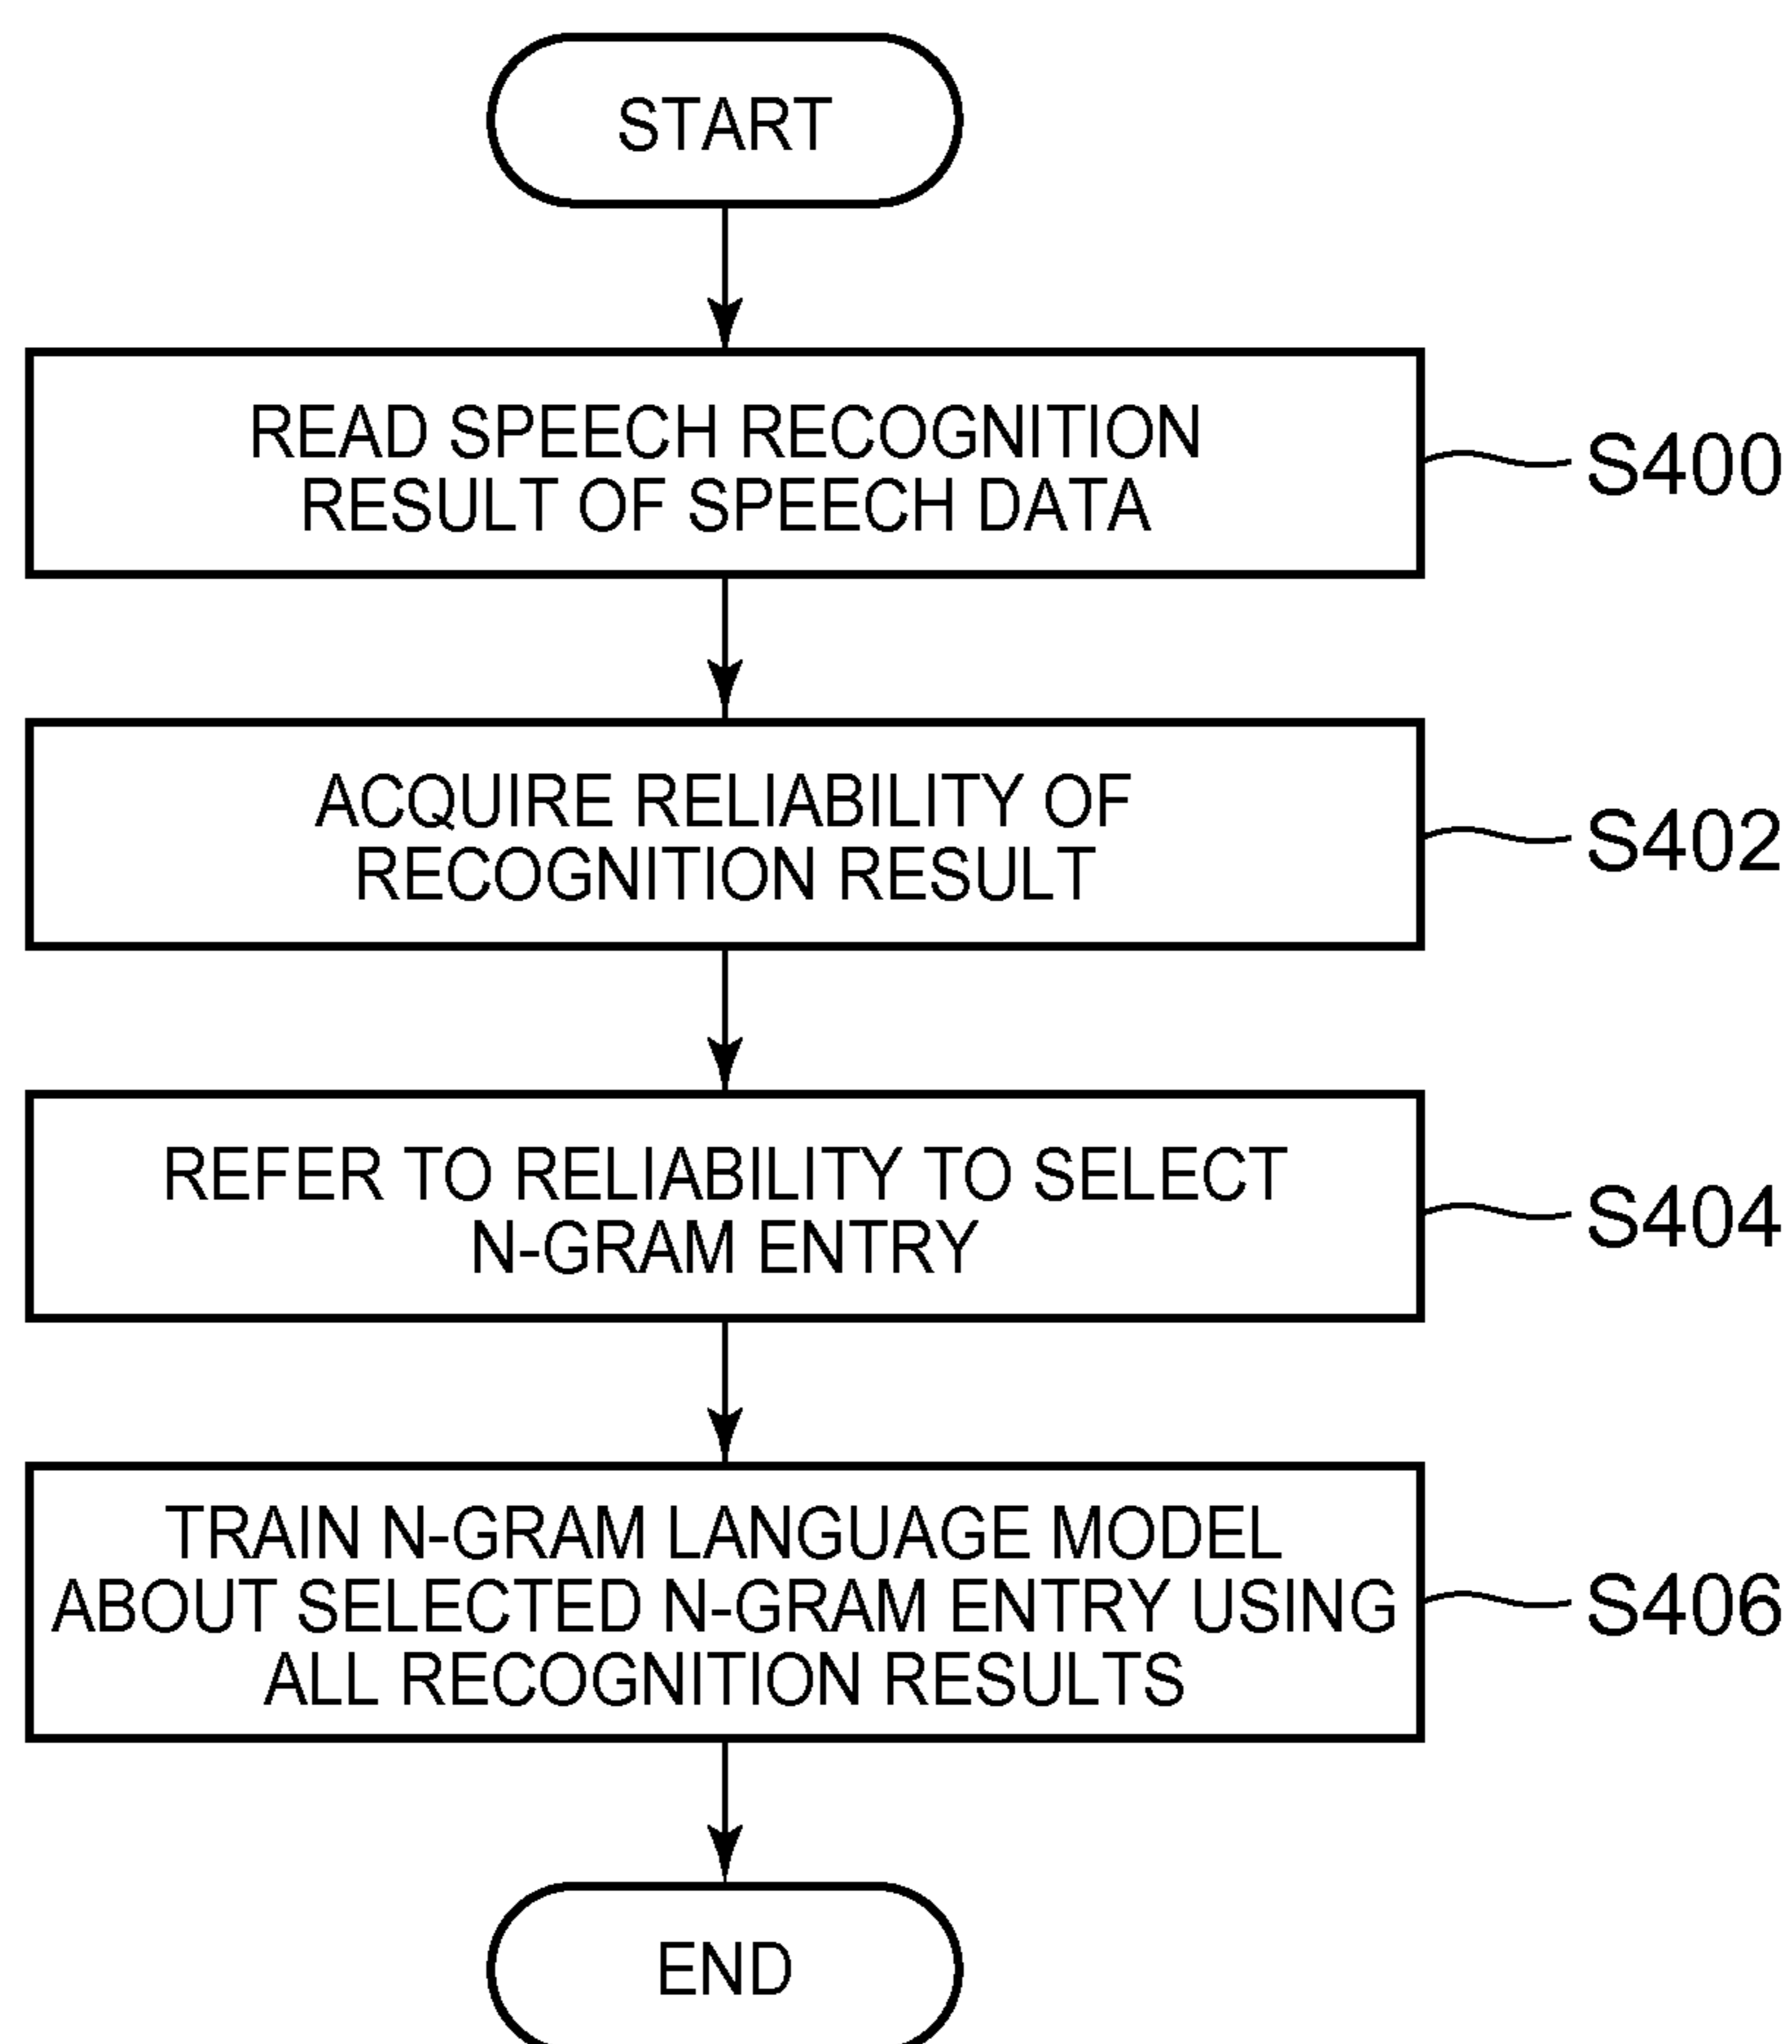 START
READ SPEECH RECOGNITION
RESULT OF SPEECH DATA
S400
ACQUIRE RELIABILITY OF
RECOGNITION RESULT
S402
REFER TO RELIABILITY TO SELECT
N-GRAM ENTRY
S404
TRAIN N-GRAM LANGUAGE MODEL
ABOUT SELECTED N-GRAM ENTRY USING
ALL RECOGNITION RESULTS
S406
END